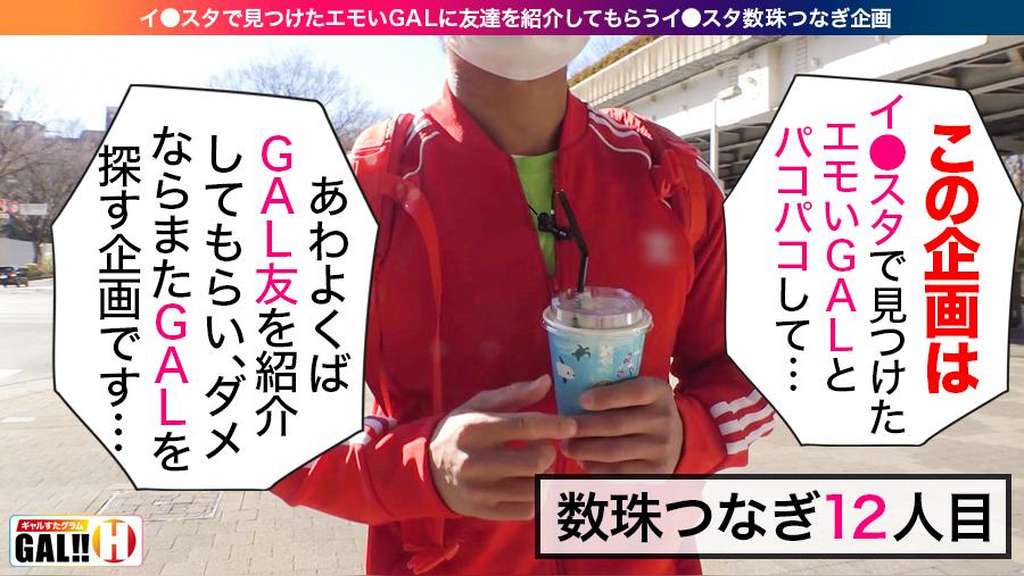 イ●スタで見つけたエモいGALに友達を紹介してもらうイ●スタ数珠つなぎ企画
この企画は
イ●スタで見つけた
エモいGALと
パコパコして…
あわよくば
GAL友を紹介
してもらい、ダメ
ならまたGALを
探す企画です…
数珠つなぎ12人目
ギャルすたグラム
GAL!! H